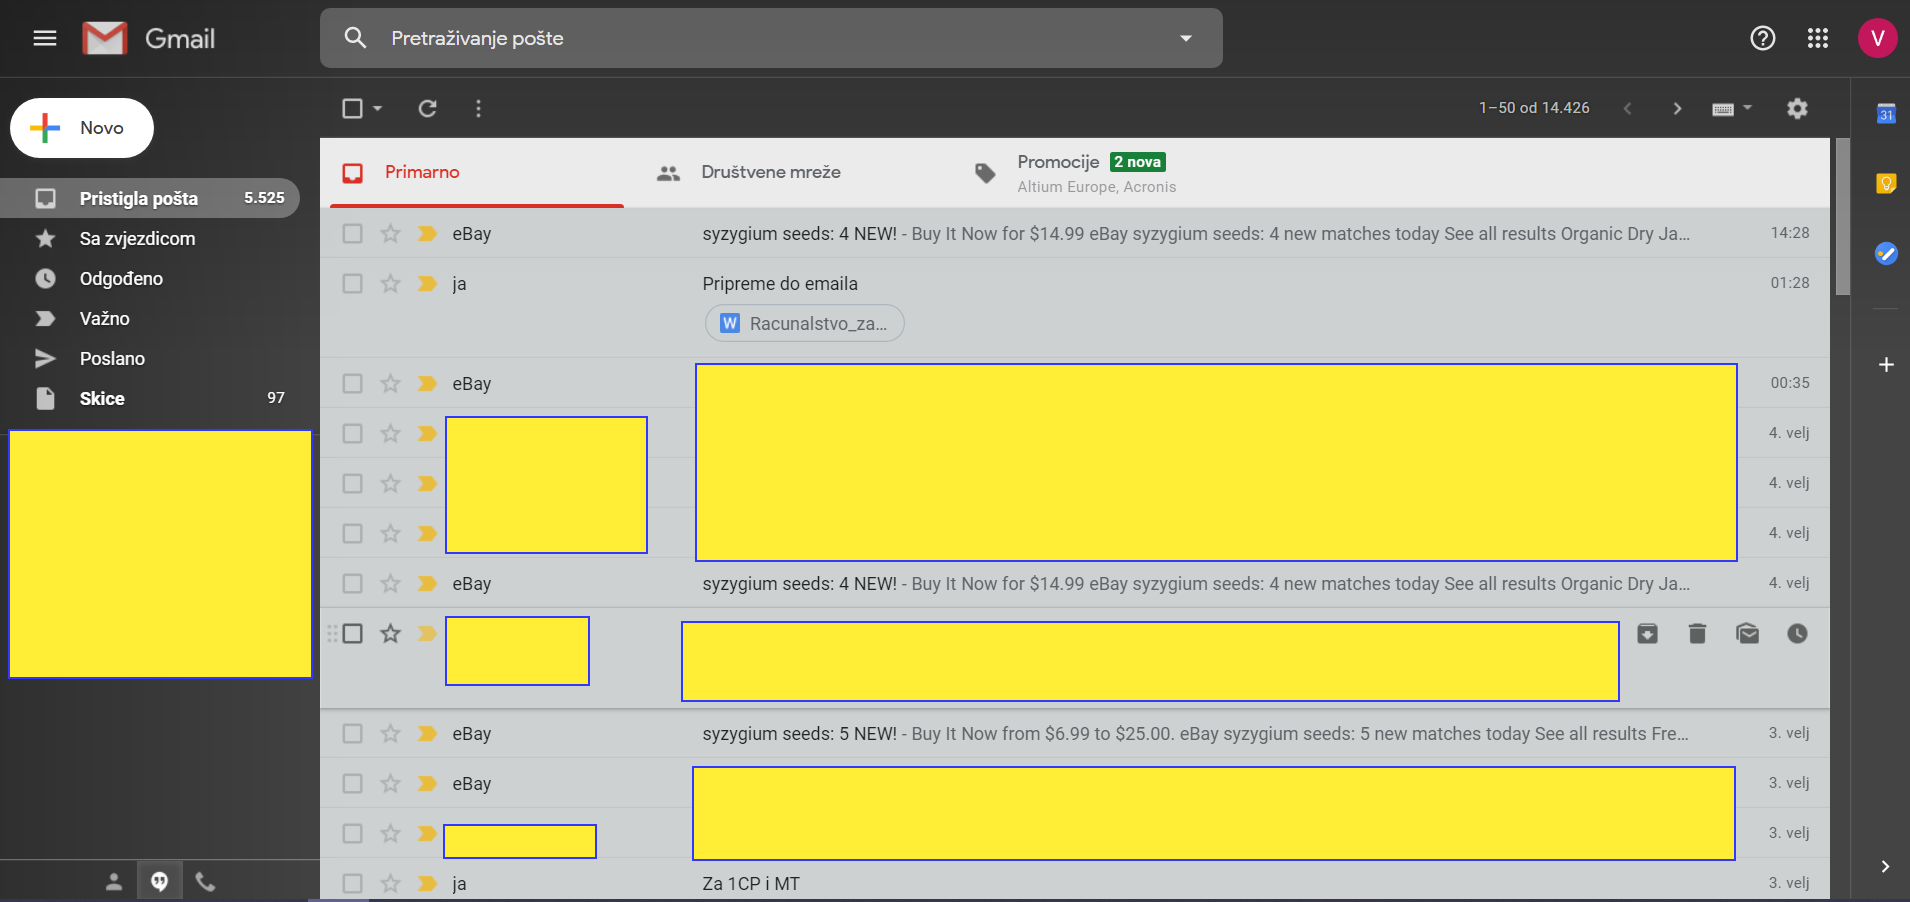 Gmail
Pretraživanje pošte
V
Novo
1–50 od 14.426
31
Primarno
Društvene mreže
Promocije 2 nova
Altium Europe, Acronis
Pristigla pošta 5.525
Sa zvjezdicom
Odgođeno
Važno
Poslano
Skice 97
eBay syzygium seeds: 4 NEW! - Buy It Now for $14.99 eBay syzygium seeds: 4 new matches today See all results Organic Dry Ja... 14:28
ja Pripreme do emaila 01:28
W Racunalstvo_za...
eBay 00:35
4. velj
4. velj
4. velj
eBay syzygium seeds: 4 NEW! - Buy It Now for $14.99 eBay syzygium seeds: 4 new matches today See all results Organic Dry Ja... 4. velj
eBay syzygium seeds: 5 NEW! - Buy It Now from $6.99 to $25.00. eBay syzygium seeds: 5 new matches today See all results Fre... 3. velj
eBay 3. velj
3. velj
ja Za 1CP i MT 3. velj